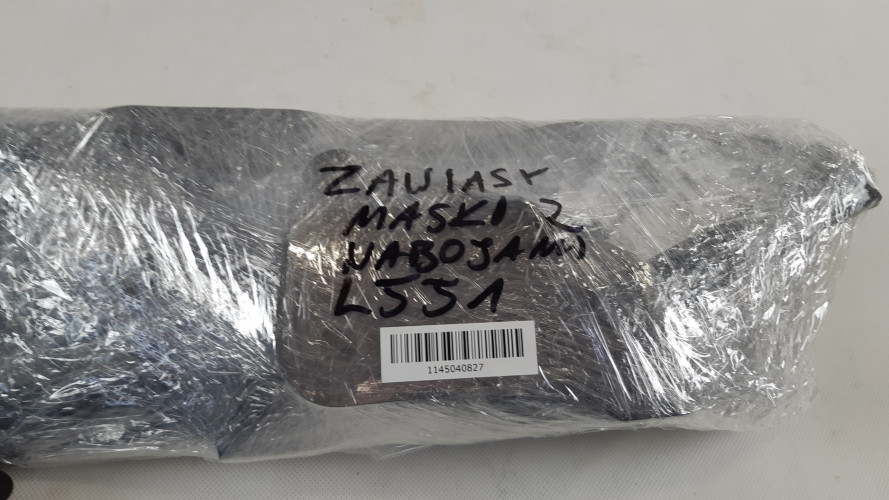 ZAWIASY
MASKI Z
NABOJAMI
L551
1145040827